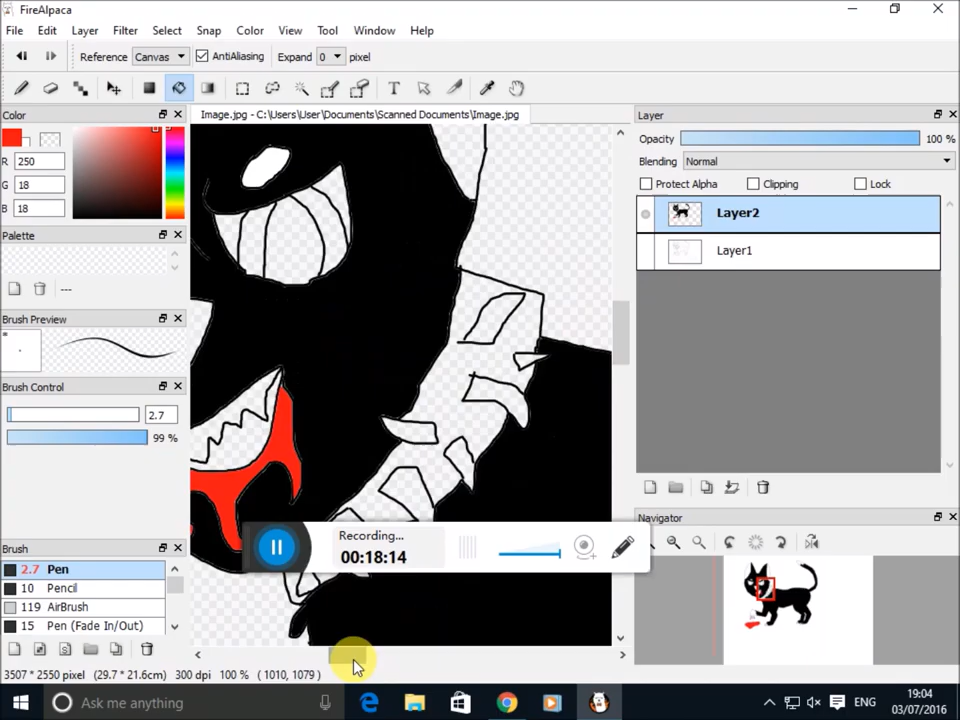 FireAlpaca
File Edit Layer Filter Select Snap Color View Tool Window Help
Reference Canvas AntiAliasing Expand 0 pixel
Color
Image.jpg - C:\Users\User\Documents\Scanned Documents\Image.jpg
Layer
R 250
G 18
B 18
Opacity 100 %
Blending Normal
Protect Alpha Clipping Lock
Layer2
Layer1
Palette
---
Brush Preview
Brush Control
2.7
99 %
Recording...
00:18:14
Navigator
Brush
2.7 Pen
10 Pencil
119 AirBrush
15 Pen (Fade In/Out)
3507 * 2550 pixel (29.7 * 21.6cm) 300 dpi 100 % ( 1010, 1079 )
Ask me anything
ENG
19:04
03/07/2016